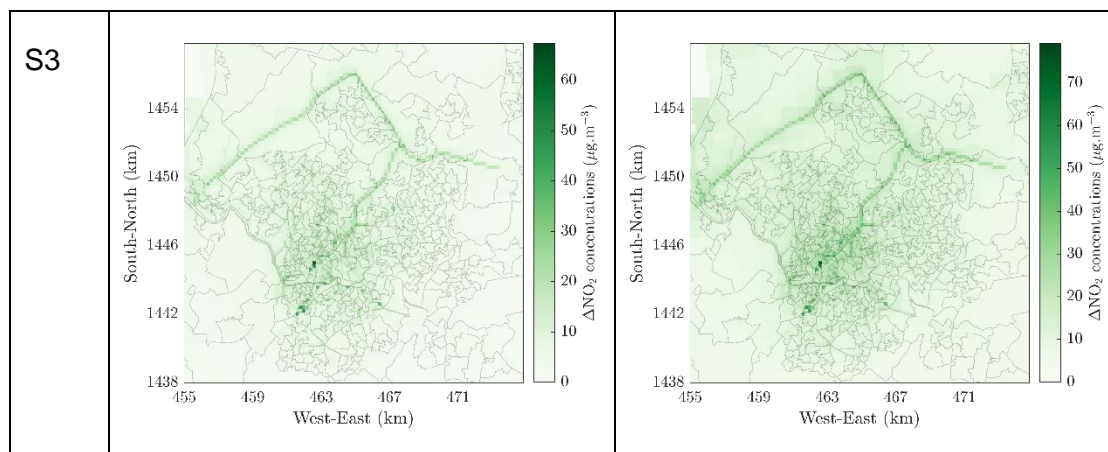 S3
60
50
40
30
20
10
0
ΔNO₂ concentrations (μg.m⁻³)
1454
1450
1446
1442
1438
South-North (km)
455 459 463 467 471
West-East (km)
70
60
50
40
30
20
10
0
ΔNO₂ concentrations (μg.m⁻³)
1454
1450
1446
1442
1438
South-North (km)
455 459 463 467 471
West-East (km)